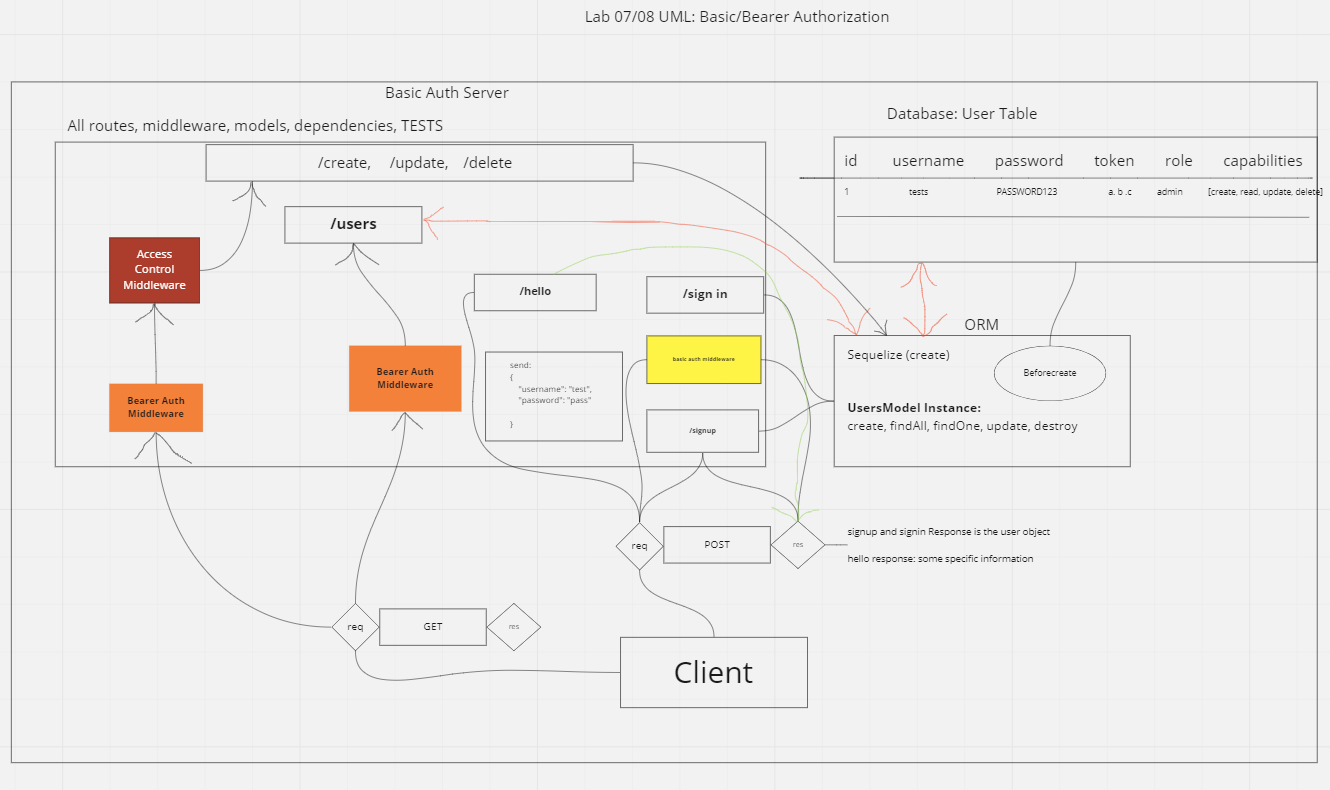 Lab 07/08 UML: Basic/Bearer Authorization
Basic Auth Server
All routes, middleware, models, dependencies, TESTS
/create, /update, /delete
/users
Access
Control
Middleware
Bearer Auth
Middleware
Bearer Auth
Middleware
/hello
send:
{
"username": "test",
"password": "pass"
}
/sign in
basic auth middleware
/signup
Database: User Table
id username password token role capabilities
1 tests PASSWORD123 a. b .c admin [create, read, update, delete]
ORM
Sequelize (create)
Beforecreate
UsersModel Instance:
create, findAll, findOne, update, destroy
req
POST
res
signup and signin Response is the user object
hello response: some specific information
req
GET
res
Client